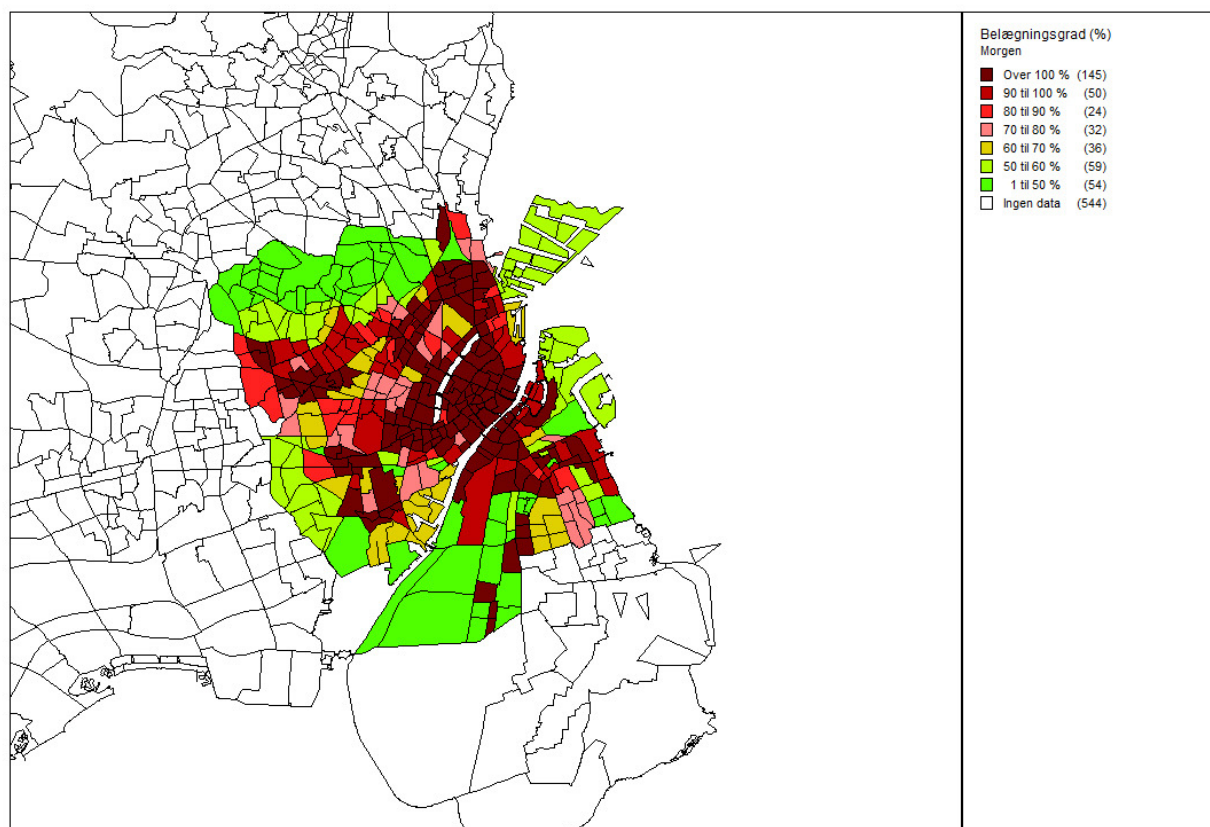 Belægningsgrad (%)
Morgen
Over 100 % (145)
90 til 100 % (50)
80 til 90 % (24)
70 til 80 % (32)
60 til 70 % (36)
50 til 60 % (59)
1 til 50 % (54)
Ingen data (544)